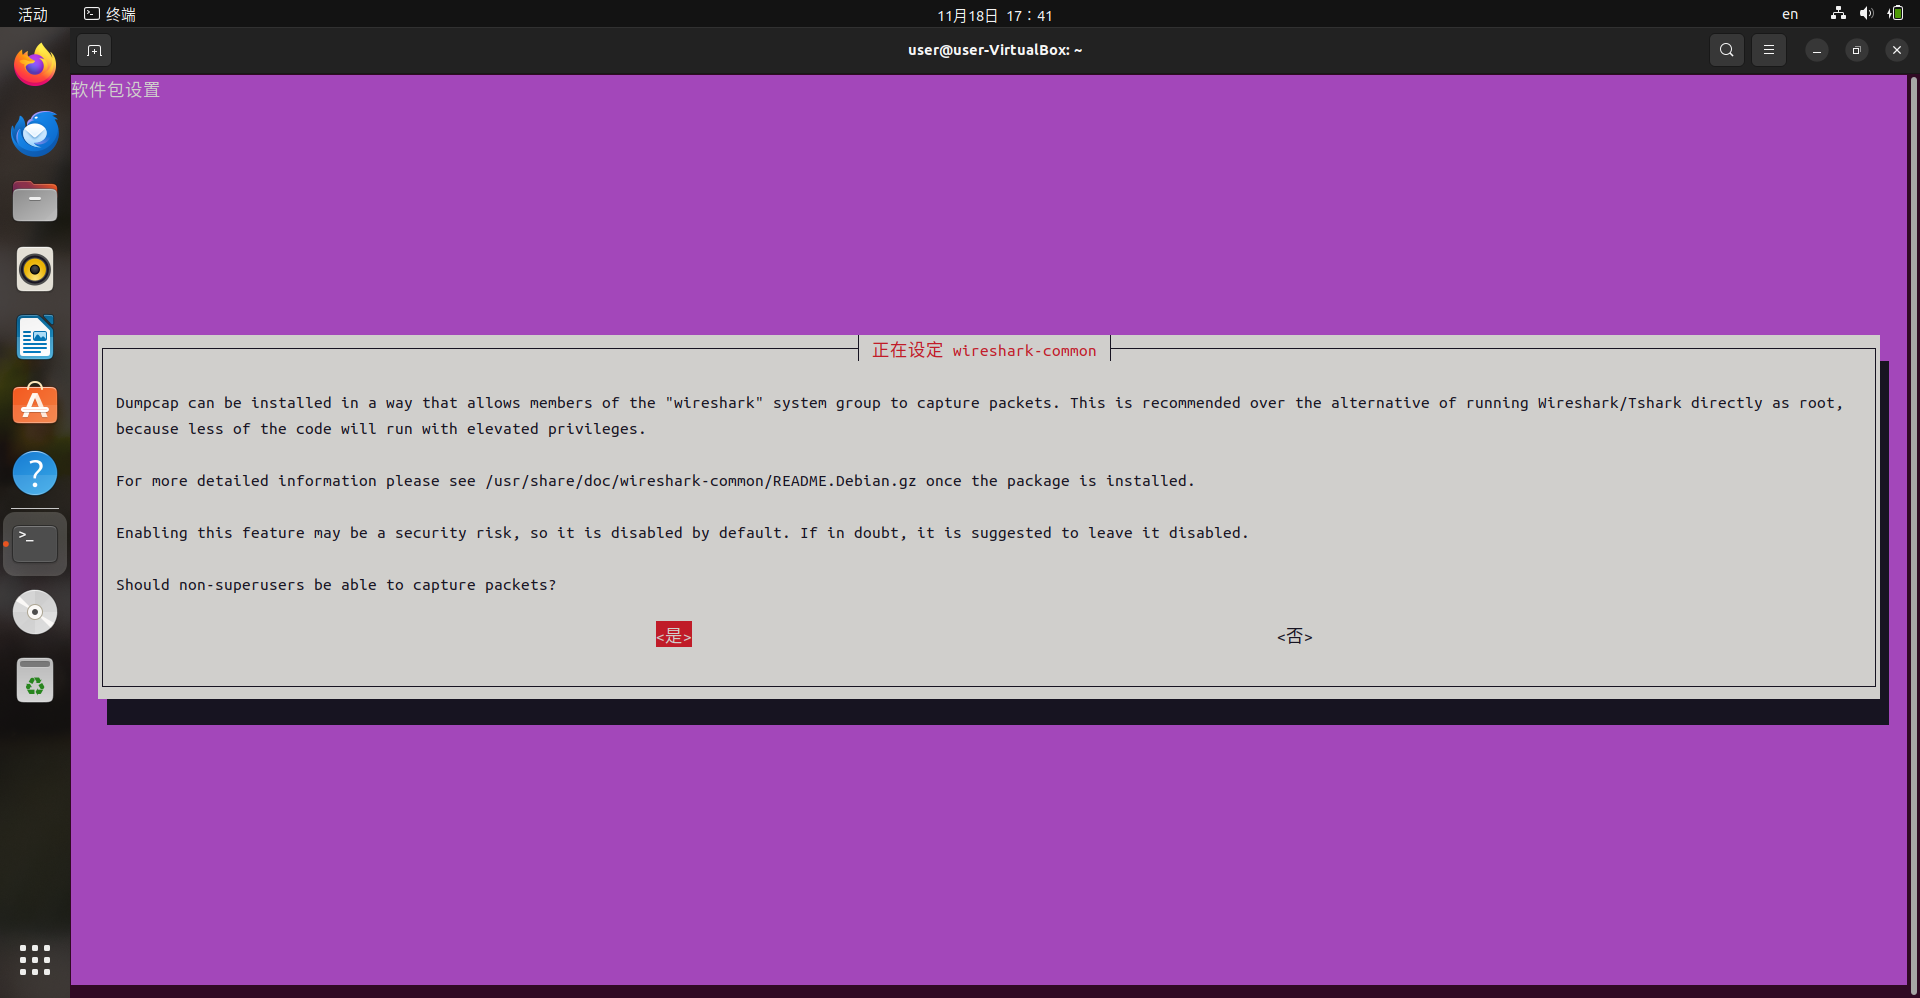 活动 终端 11月18日 17：41 en
user@user-VirtualBox: ~
软件包设置
正在设定 wireshark-common
Dumpcap can be installed in a way that allows members of the "wireshark" system group to capture packets. This is recommended over the alternative of running Wireshark/Tshark directly as root,
because less of the code will run with elevated privileges.
For more detailed information please see /usr/share/doc/wireshark-common/README.Debian.gz once the package is installed.
Enabling this feature may be a security risk, so it is disabled by default. If in doubt, it is suggested to leave it disabled.
Should non-superusers be able to capture packets?
<是> <否>